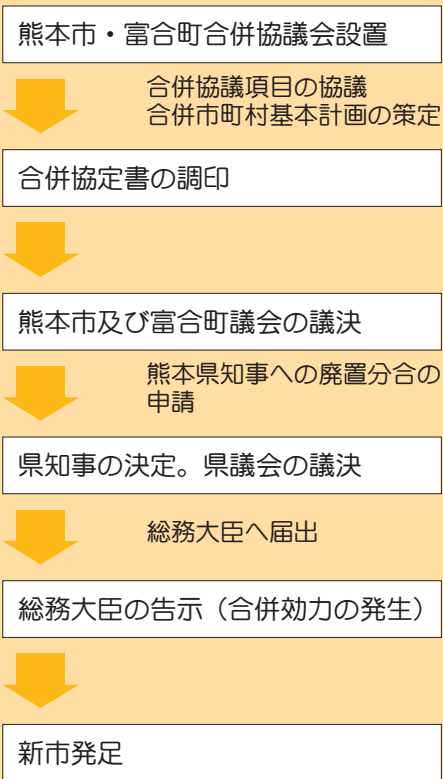 熊本市・富合町合併協議会設置
合併協議項目の協議
合併市町村基本計画の策定
合併協定書の調印
熊本市及び富合町議会の議決
熊本県知事への廃置分合の
申請
県知事の決定。県議会の議決
総務大臣へ届出
総務大臣の告示（合併効力の発生）
新市発足